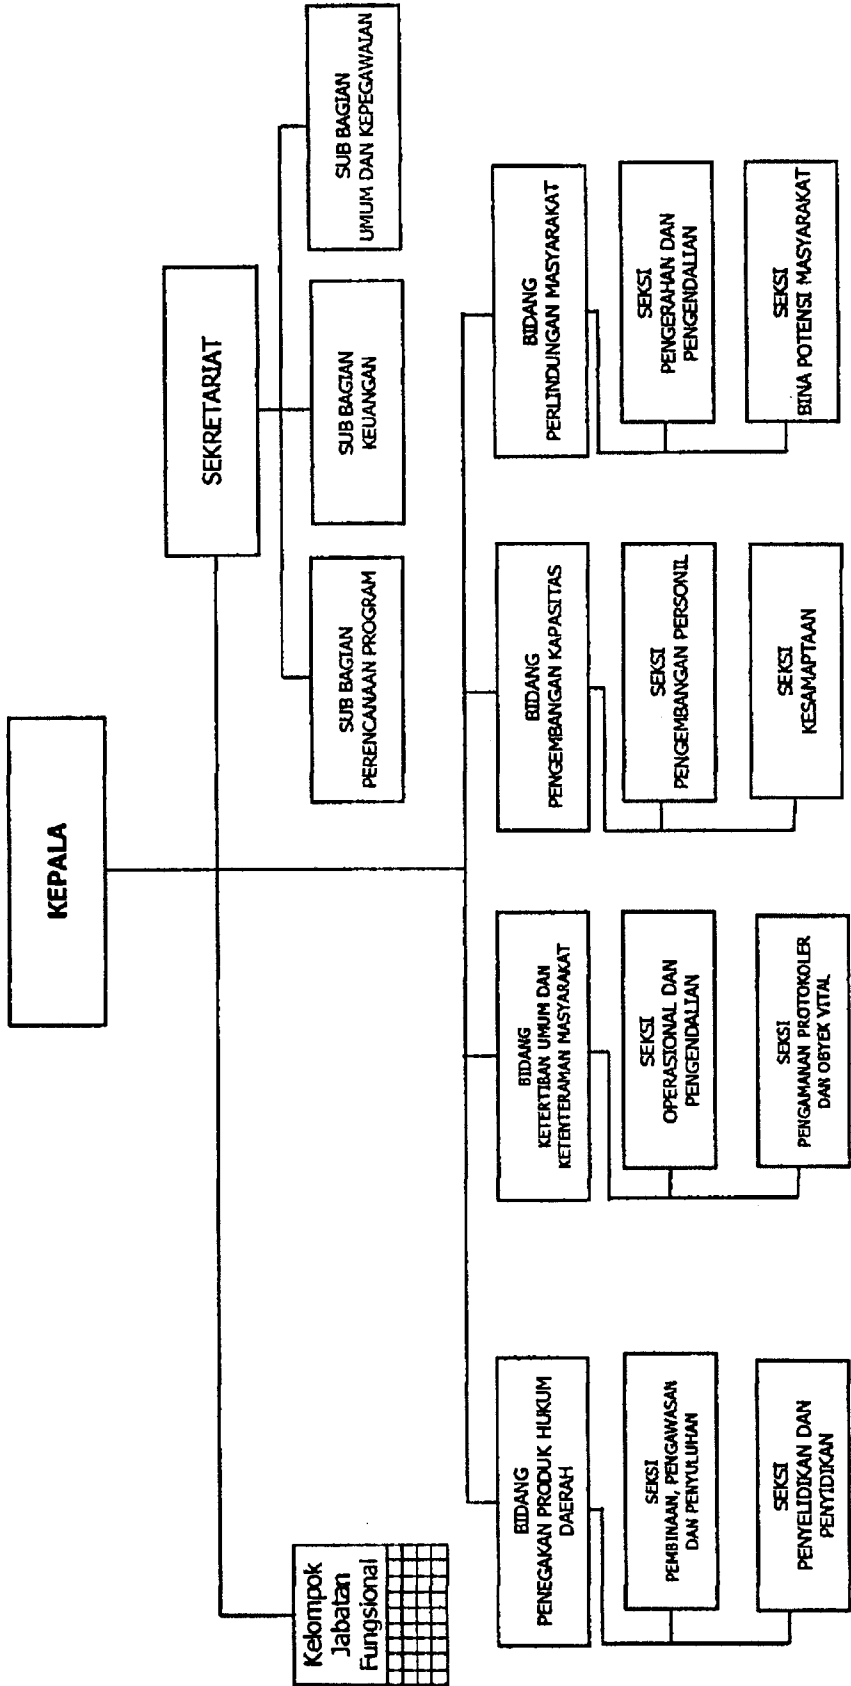 KEPALA
SEKRETARIAT
Kelompok
Jabatan
Fungsional
SUB BAGIAN
PERENCANAAN PROGRAM
SUB BAGIAN
KEUANGAN
SUB BAGIAN
UMUM DAN KEPEGAWAIAN
BIDANG
PENEGAKAN PRODUK HUKUM
DAERAH
BIDANG
KETERTIBAN UMUM DAN
KETENTERAMAN MASYARAKAT
BIDANG
PENGEMBANGAN KAPASITAS
BIDANG
PERLINDUNGAN MASYARAKAT
SEKSI
PEMBINAAN, PENGAWASAN
DAN PENYULUHAN
SEKSI
OPERASIONAL DAN
PENGENDALIAN
SEKSI
PENGEMBANGAN PERSONIL
SEKSI
PENGERAHAN DAN
PENGENDALIAN
SEKSI
PENYELIDIKAN DAN
PENYIDIKAN
SEKSI
PENGAMANAN PROTOKOLER
DAN OBYEK VITAL
SEKSI
KESAMAPTAAN
SEKSI
BINA POTENSI MASYARAKAT